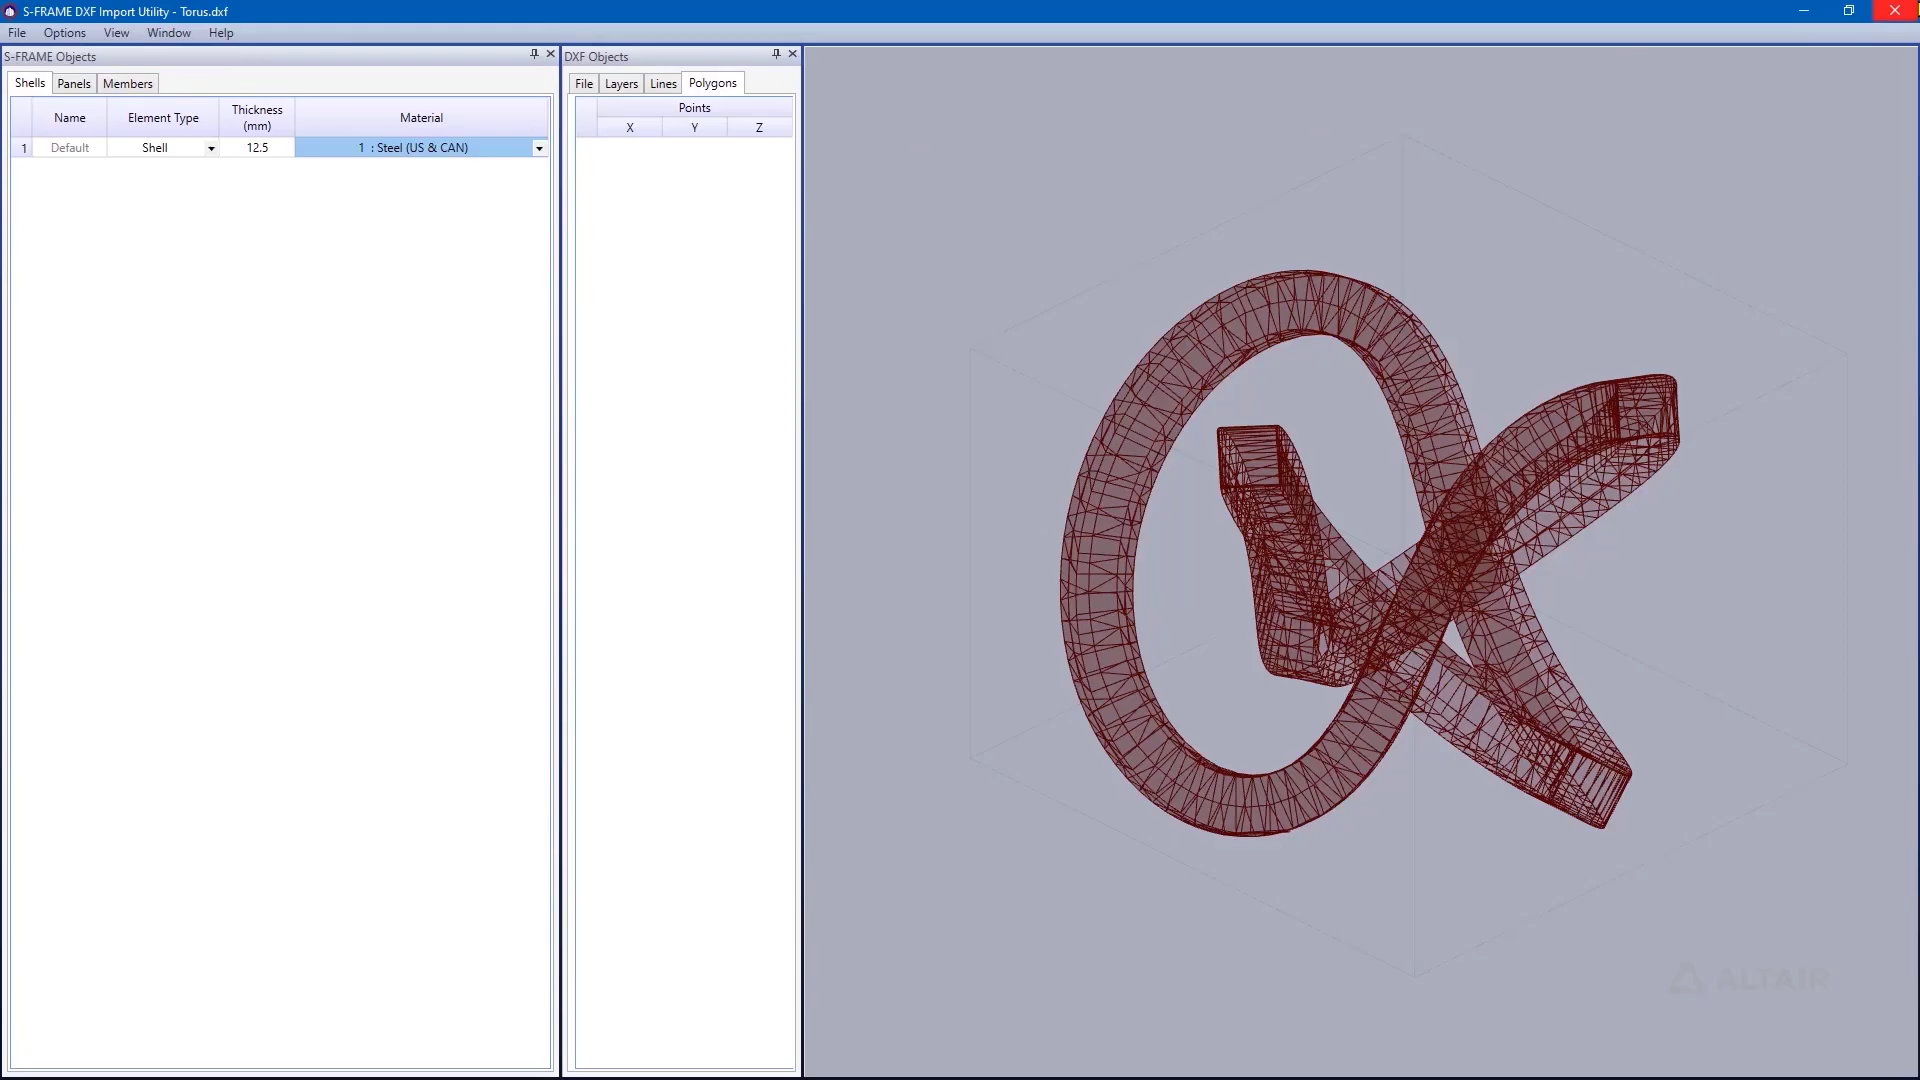 S-FRAME DXF Import Utility - Torus.dxf
File Options View Window Help
S-FRAME Objects
Shells Panels Members
Name Element Type Thickness (mm) Material
1 Default Shell 12.5 1 : Steel (US & CAN)
DXF Objects
File Layers Lines Polygons
Points
X Y Z
ALTAIR